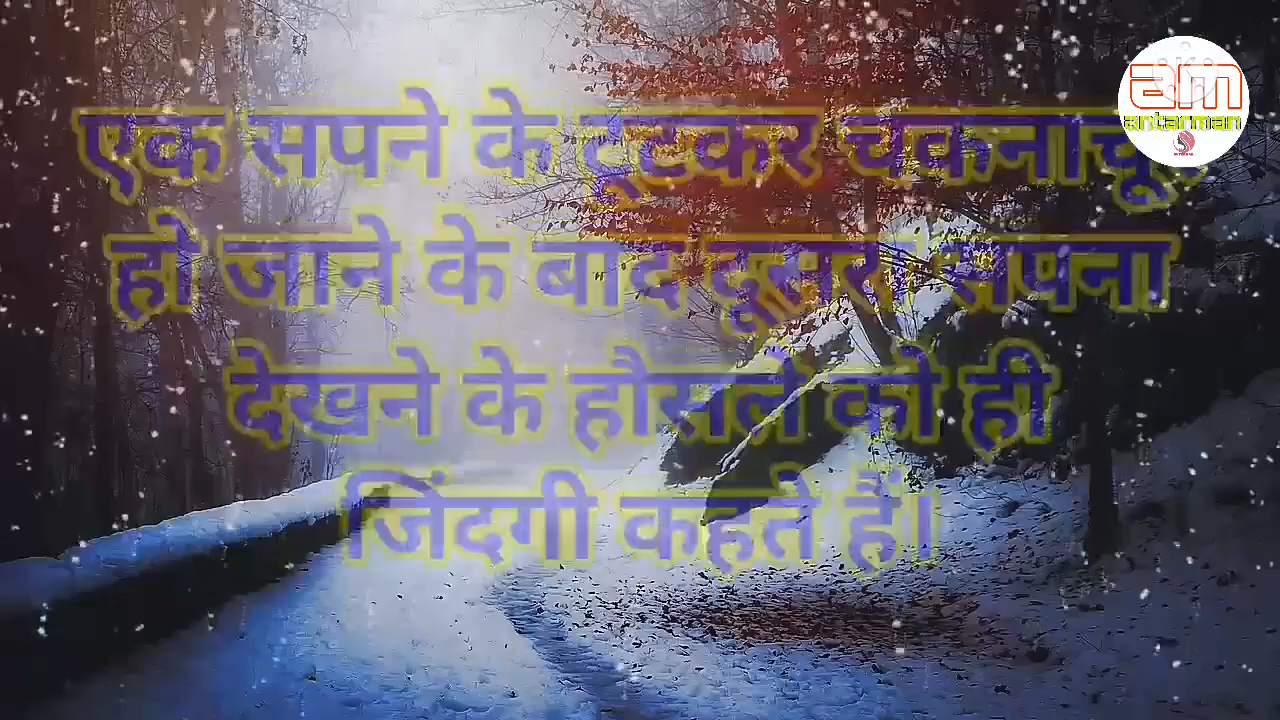 एक सपने के टूटकर चकनाचूर
हो जाने के बाद दूसरा सपना
देखने के हौसले को ही
जिंदगी कहते हैं।
am
antarman